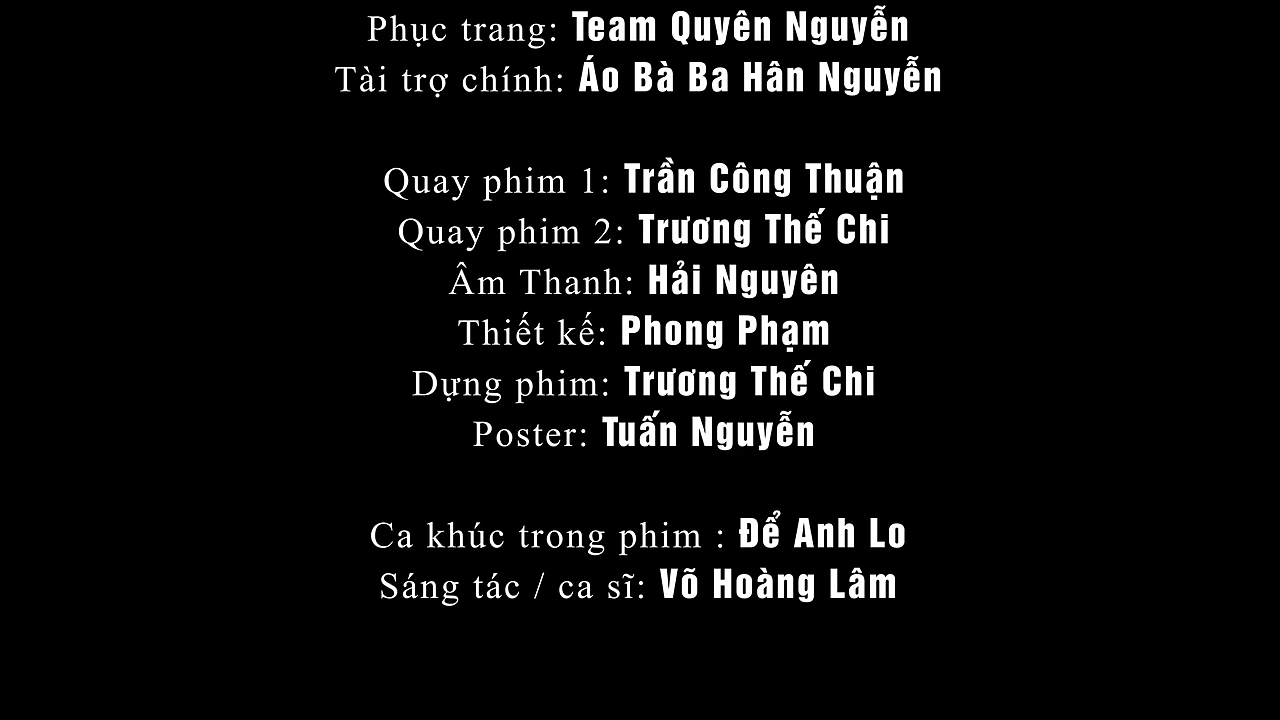 Phục trang: Team Quyên Nguyễn
Tài trợ chính: Áo Bà Ba Hân Nguyễn
Quay phim 1: Trần Công Thuận
Quay phim 2: Trương Thế Chi
Âm Thanh: Hải Nguyên
Thiết kế: Phong Phạm
Dựng phim: Trương Thế Chi
Poster: Tuấn Nguyễn
Ca khúc trong phim : Để Anh Lo
Sáng tác / ca sĩ: Võ Hoàng Lâm